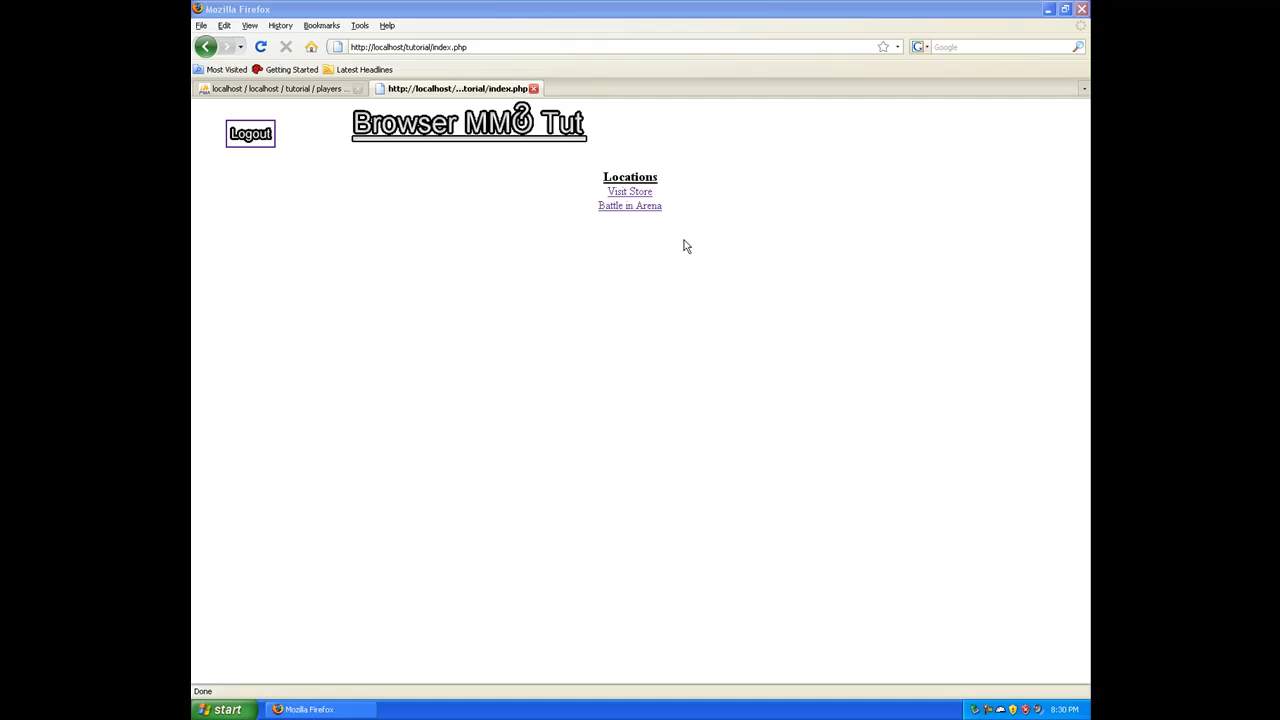 Mozilla Firefox
File Edit View History Bookmarks Tools Help
http://localhost/tutorial/index.php
Google
Most Visited Getting Started Latest Headlines
localhost / localhost / tutorial / players ...
http://localhost/...torial/index.php
Logout
Browser MMO Tut
Locations
Visit Store
Battle in Arena
Done
start
Mozilla Firefox
8:30 PM